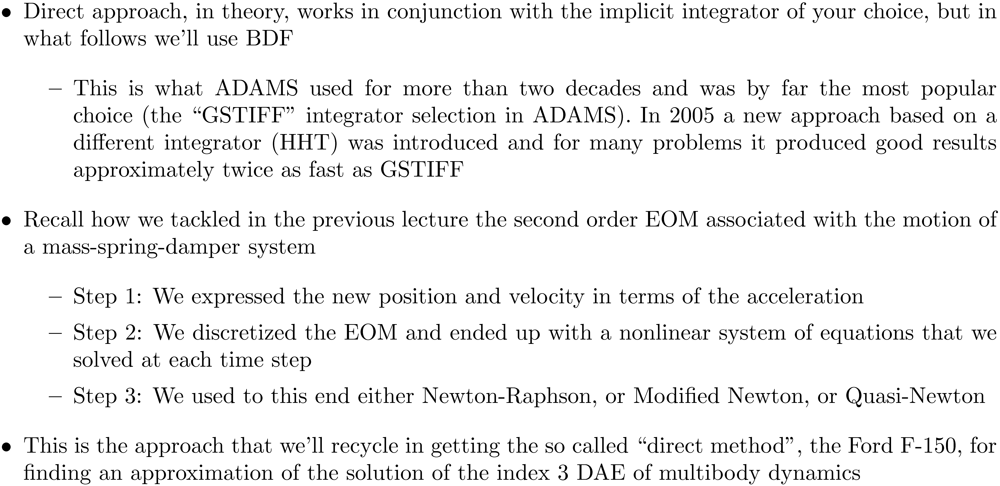 • Direct approach, in theory, works in conjunction with the implicit integrator of your choice, but in
what follows we'll use BDF
– This is what ADAMS used for more than two decades and was by far the most popular
choice (the “GSTIFF” integrator selection in ADAMS). In 2005 a new approach based on a
different integrator (HHT) was introduced and for many problems it produced good results
approximately twice as fast as GSTIFF
• Recall how we tackled in the previous lecture the second order EOM associated with the motion of
a mass-spring-damper system
– Step 1: We expressed the new position and velocity in terms of the acceleration
– Step 2: We discretized the EOM and ended up with a nonlinear system of equations that we
solved at each time step
– Step 3: We used to this end either Newton-Raphson, or Modified Newton, or Quasi-Newton
• This is the approach that we'll recycle in getting the so called “direct method”, the Ford F-150, for
finding an approximation of the solution of the index 3 DAE of multibody dynamics